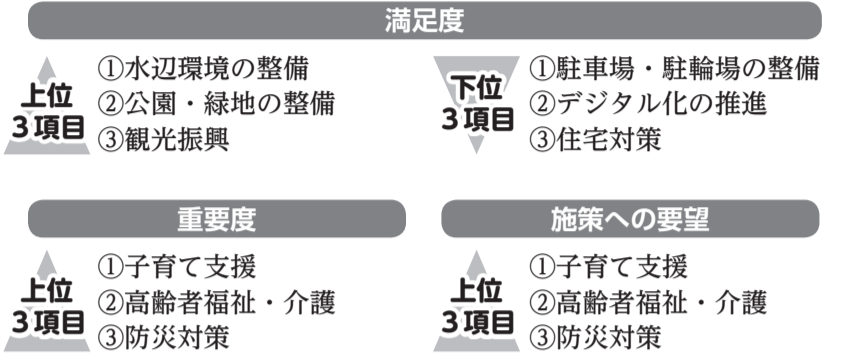 満足度
上位
3項目
①水辺環境の整備
②公園・緑地の整備
③観光振興
下位
3項目
①駐車場・駐輪場の整備
②デジタル化の推進
③住宅対策
重要度
上位
3項目
①子育て支援
②高齢者福祉・介護
③防災対策
施策への要望
上位
3項目
①子育て支援
②高齢者福祉・介護
③防災対策